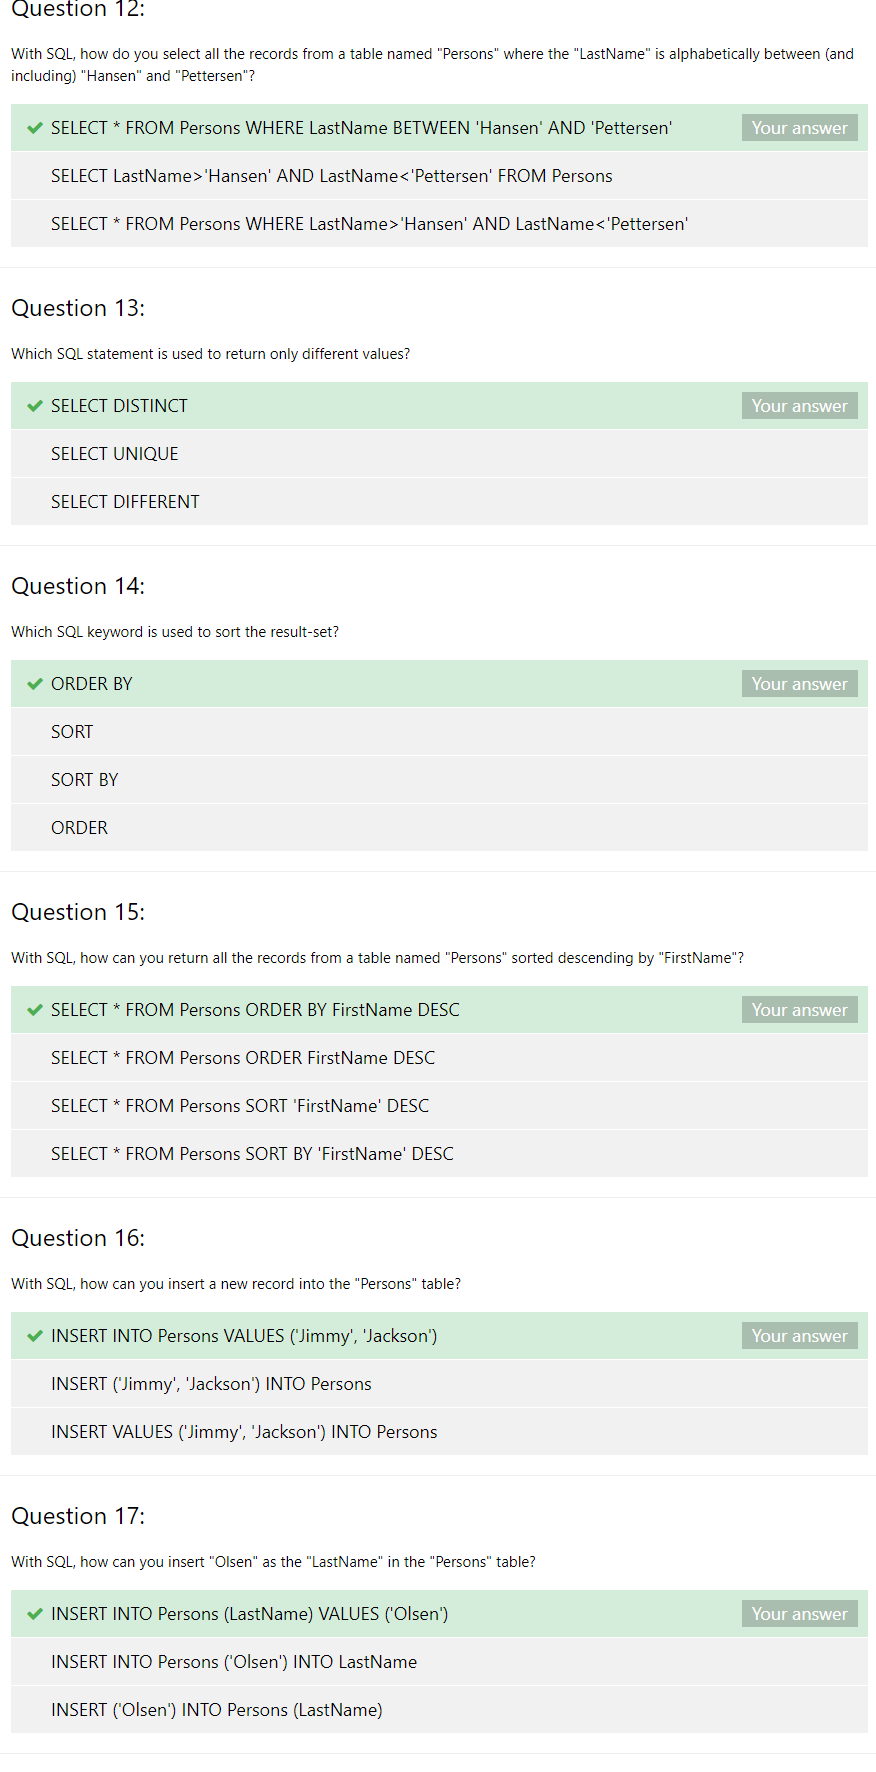 Question 12:
With SQL, how do you select all the records from a table named "Persons" where the "LastName" is alphabetically between (and
including) "Hansen" and "Pettersen"?
SELECT * FROM Persons WHERE LastName BETWEEN 'Hansen' AND 'Pettersen' Your answer
SELECT LastName>'Hansen' AND LastName<'Pettersen' FROM Persons
SELECT * FROM Persons WHERE LastName>'Hansen' AND LastName<'Pettersen'
Question 13:
Which SQL statement is used to return only different values?
SELECT DISTINCT Your answer
SELECT UNIQUE
SELECT DIFFERENT
Question 14:
Which SQL keyword is used to sort the result-set?
ORDER BY Your answer
SORT
SORT BY
ORDER
Question 15:
With SQL, how can you return all the records from a table named "Persons" sorted descending by "FirstName"?
SELECT * FROM Persons ORDER BY FirstName DESC Your answer
SELECT * FROM Persons ORDER FirstName DESC
SELECT * FROM Persons SORT 'FirstName' DESC
SELECT * FROM Persons SORT BY 'FirstName' DESC
Question 16:
With SQL, how can you insert a new record into the "Persons" table?
INSERT INTO Persons VALUES ('Jimmy', 'Jackson') Your answer
INSERT ('Jimmy', 'Jackson') INTO Persons
INSERT VALUES ('Jimmy', 'Jackson') INTO Persons
Question 17:
With SQL, how can you insert "Olsen" as the "LastName" in the "Persons" table?
INSERT INTO Persons (LastName) VALUES ('Olsen') Your answer
INSERT INTO Persons ('Olsen') INTO LastName
INSERT ('Olsen') INTO Persons (LastName)